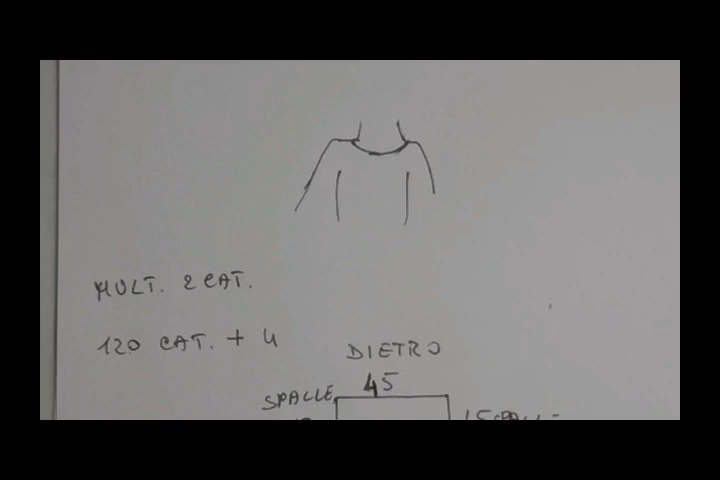 MULT. 2 CAT.
120 CAT. + 4
DIETRO
45
SPALLE